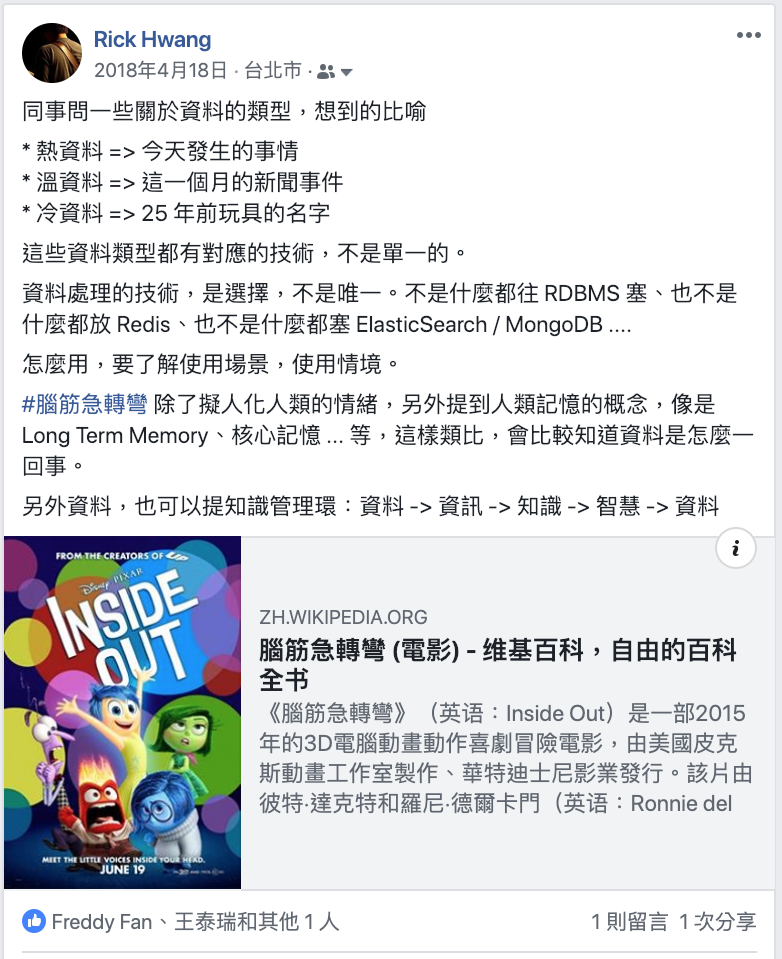 Rick Hwang
2018年4月18日 · 台北市 ·
同事問一些關於資料的類型，想到的比喻
* 熱資料 => 今天發生的事情
* 溫資料 => 這一個月的新聞事件
* 冷資料 => 25 年前玩具的名字
這些資料類型都有對應的技術，不是單一的。
資料處理的技術，是選擇，不是唯一。不是什麼都往 RDBMS 塞、也不是
什麼都放 Redis、也不是什麼都塞 ElasticSearch / MongoDB ....
怎麼用，要了解使用場景，使用情境。
#腦筋急轉彎 除了擬人化人類的情緒，另外提到人類記憶的概念，像是
Long Term Memory、核心記憶 ... 等，這樣類比，會比較知道資料是怎麼一
回事。
另外資料，也可以提知識管理環：資料 -> 資訊 -> 知識 -> 智慧 -> 資料
FROM THE CREATORS OF UP
DISNEY PIXAR
INSIDE
OUT
MEET THE LITTLE VOICES INSIDE YOUR HEAD.
JUNE 19
i
ZH.WIKIPEDIA.ORG
腦筋急轉彎 (電影) - 维基百科，自由的百科
全书
《腦筋急轉彎》（英语：Inside Out）是一部2015
年的3D電腦動畫動作喜劇冒險電影，由美國皮克
斯動畫工作室製作、華特迪士尼影業發行。該片由
彼特·達克特和羅尼·德爾卡門（英语：Ronnie del
Freddy Fan、王泰瑞和其他 1 人
1 則留言 1 次分享